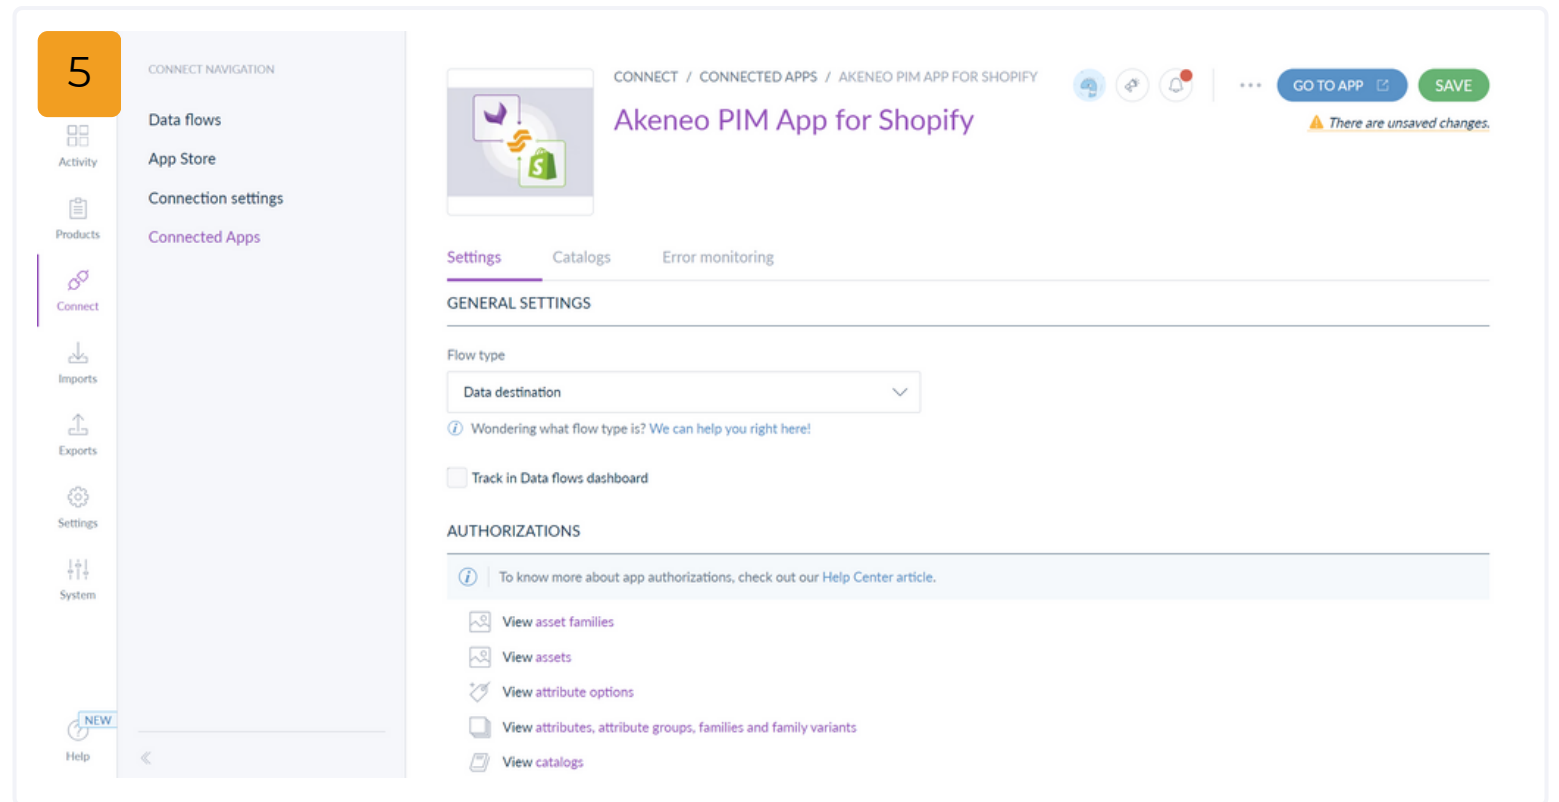 5
Activity
Products
Connect
Imports
Exports
Settings
System
NEW
Help
CONNECT NAVIGATION
Data flows
App Store
Connection settings
Connected Apps
CONNECT / CONNECTED APPS / AKENEO PIM APP FOR SHOPIFY
GO TO APP
SAVE
There are unsaved changes.
Akeneo PIM App for Shopify
Settings Catalogs Error monitoring
GENERAL SETTINGS
Flow type
Data destination
Wondering what flow type is? We can help you right here!
Track in Data flows dashboard
AUTHORIZATIONS
To know more about app authorizations, check out our Help Center article.
View asset families
View assets
View attribute options
View attributes, attribute groups, families and family variants
View catalogs